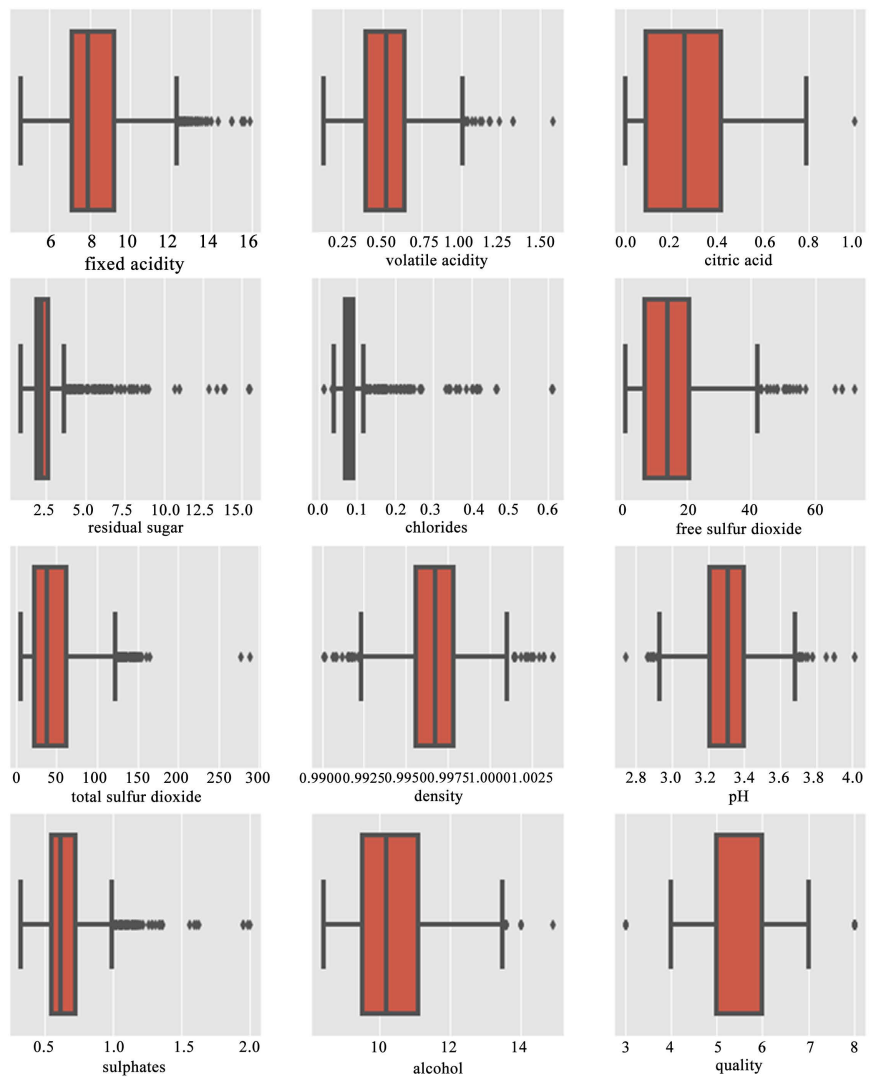 6 8 10 12 14 16
fixed acidity
0.25 0.50 0.75 1.00 1.25 1.50
volatile acidity
0.0 0.2 0.4 0.6 0.8 1.0
citric acid
2.5 5.0 7.5 10.0 12.5 15.0
residual sugar
0.0 0.1 0.2 0.3 0.4 0.5 0.6
chlorides
0 20 40 60
free sulfur dioxide
0 50 100 150 200 250 300
total sulfur dioxide
0.99000.99250.99500.99751.00001.0025
density
2.8 3.0 3.2 3.4 3.6 3.8 4.0
pH
0.5 1.0 1.5 2.0
sulphates
10 12 14
alcohol
3 4 5 6 7 8
quality